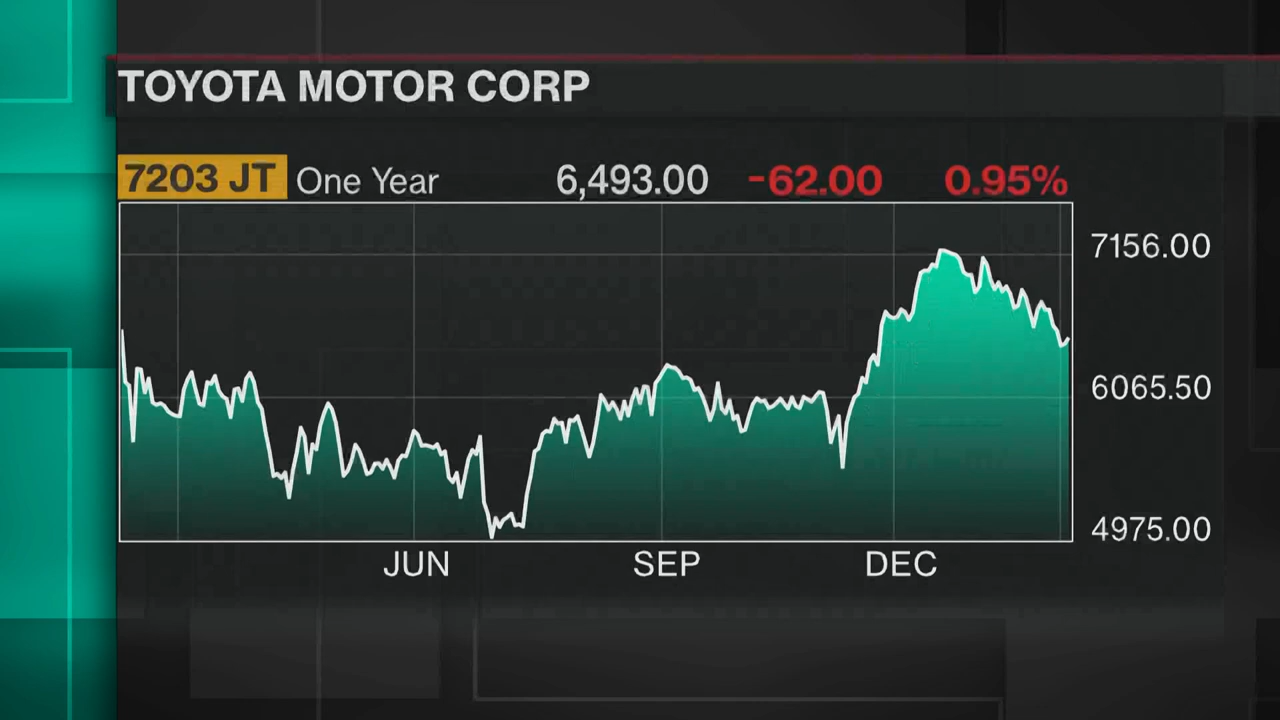 TOYOTA MOTOR CORP
7203 JT One Year 6,493.00 -62.00 0.95%
7156.00
6065.50
4975.00
JUN SEP DEC